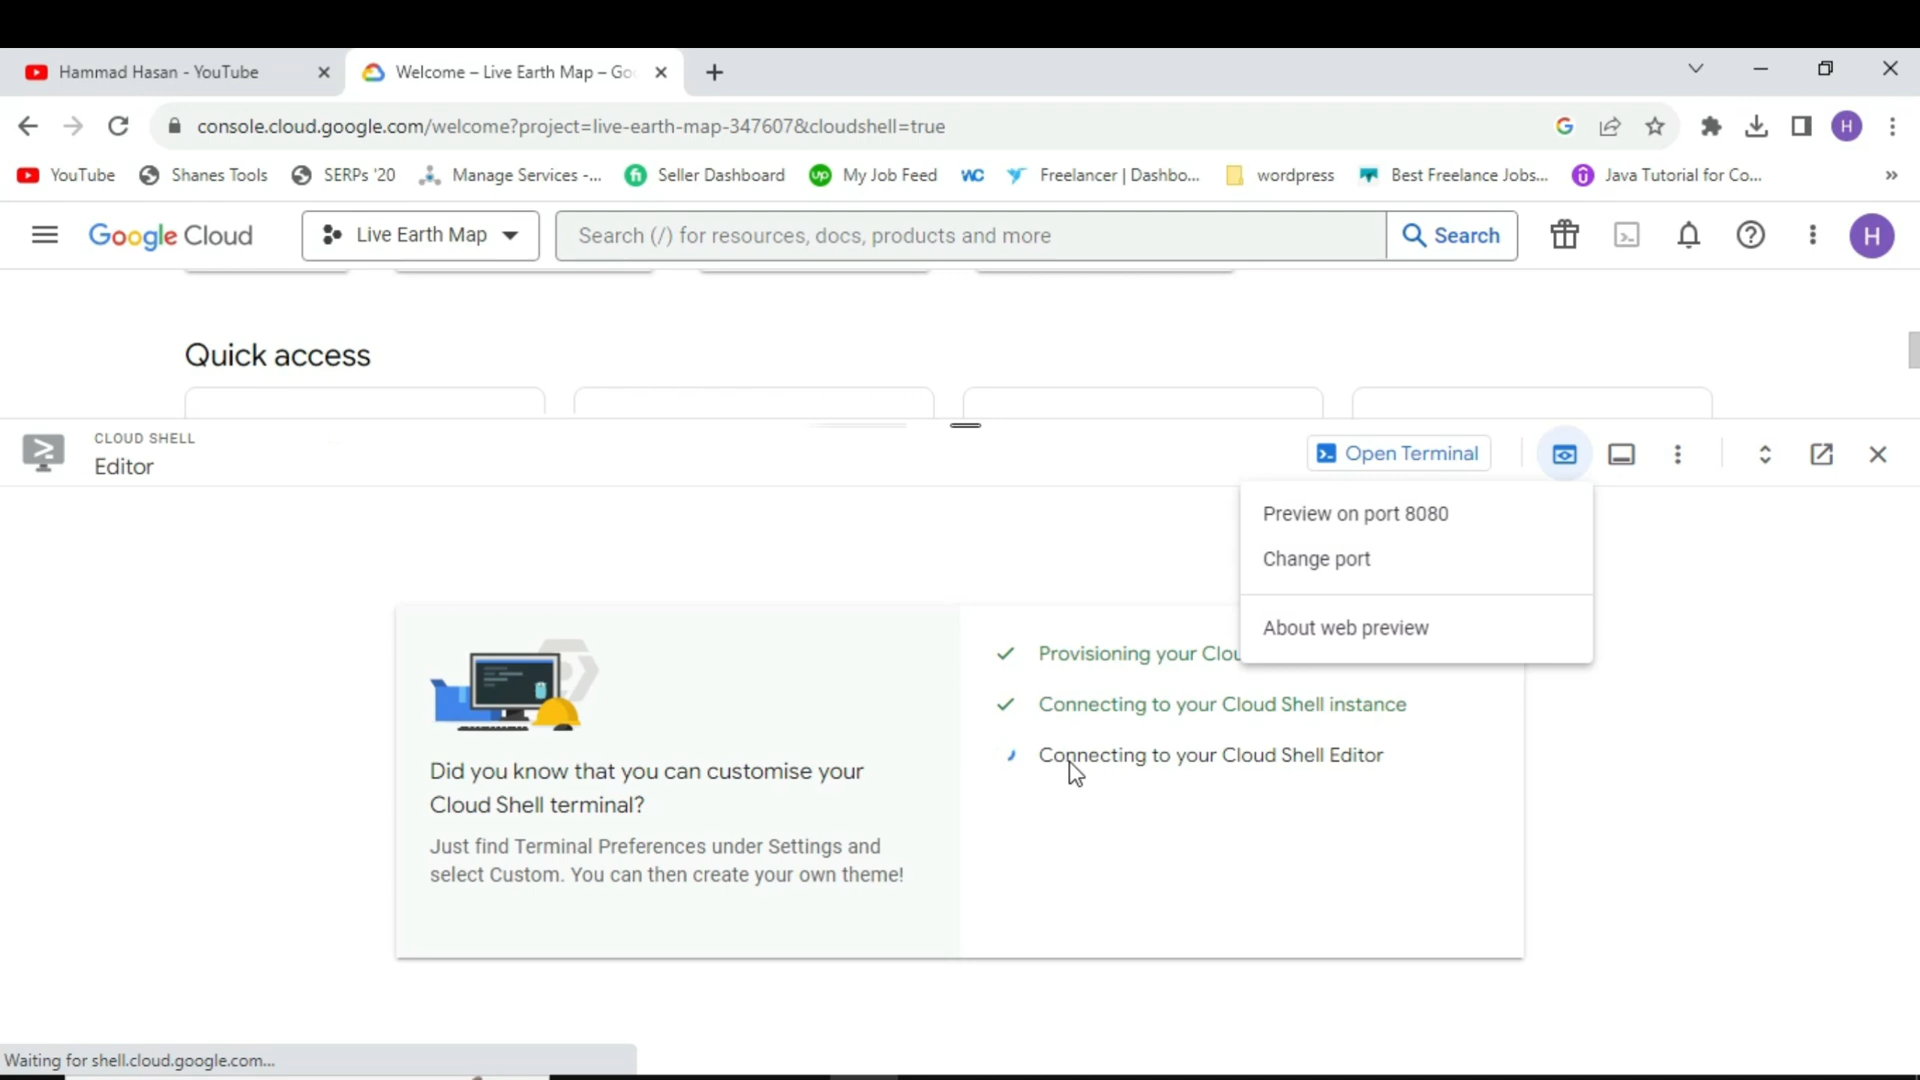 Hammad Hasan - YouTube
Welcome – Live Earth Map – Go
console.cloud.google.com/welcome?project=live-earth-map-347607&cloudshell=true
H
YouTube
Shanes Tools
SERPs '20
Manage Services -...
fi
Seller Dashboard
up
My Job Feed
WC
Freelancer | Dashbo...
wordpress
Best Freelance Jobs...
Java Tutorial for Co...
»
Google Cloud
Live Earth Map
Search (/) for resources, docs, products and more
Search
H
Quick access
CLOUD SHELL
Editor
Open Terminal
Preview on port 8080
Change port
About web preview
Provisioning your Clou
Connecting to your Cloud Shell instance
Connecting to your Cloud Shell Editor
Did you know that you can customise your
Cloud Shell terminal?
Just find Terminal Preferences under Settings and
select Custom. You can then create your own theme!
Waiting for shell.cloud.google.com...